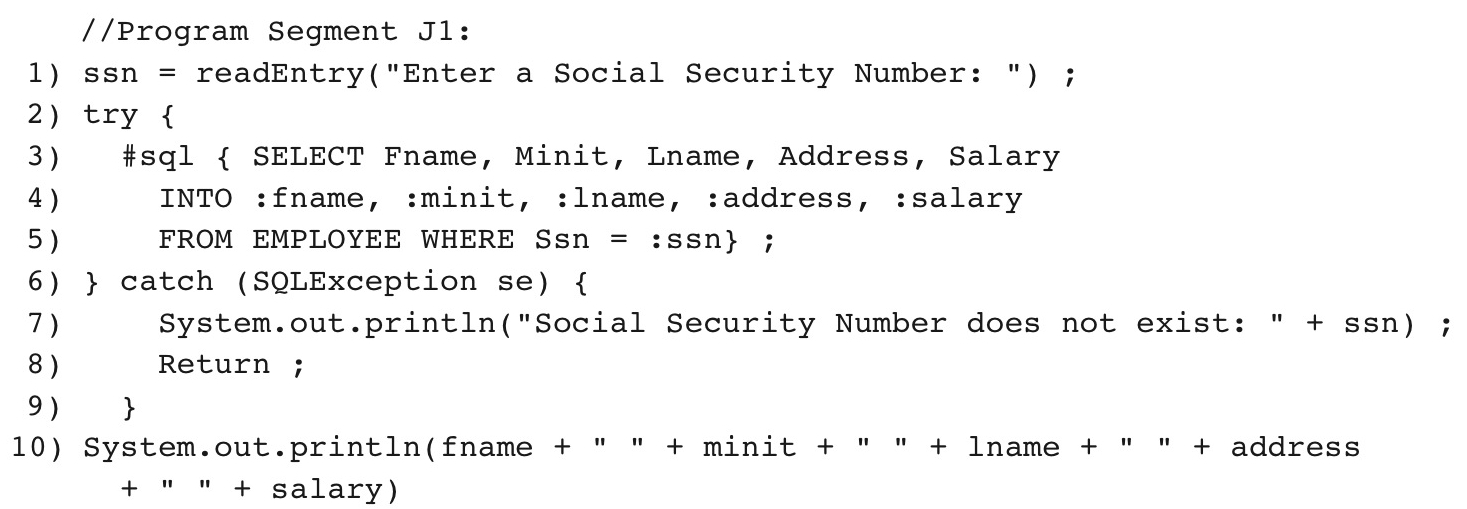 //Program Segment J1:
1) ssn = readEntry("Enter a Social Security Number: ") ;
2) try {
3) #sql { SELECT Fname, Minit, Lname, Address, Salary
4) INTO :fname, :minit, :lname, :address, :salary
5) FROM EMPLOYEE WHERE Ssn = :ssn} ;
6) } catch (SQLException se) {
7) System.out.println("Social Security Number does not exist: " + ssn) ;
8) Return ;
9) }
10) System.out.println(fname + " " + minit + " " + lname + " " + address
+ " " + salary)